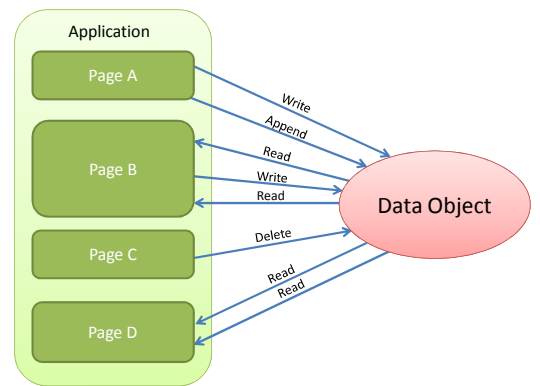 Application
Page A
Write
Append
Page B
Read
Write
Read
Data Object
Page C
Delete
Page D
Read
Read